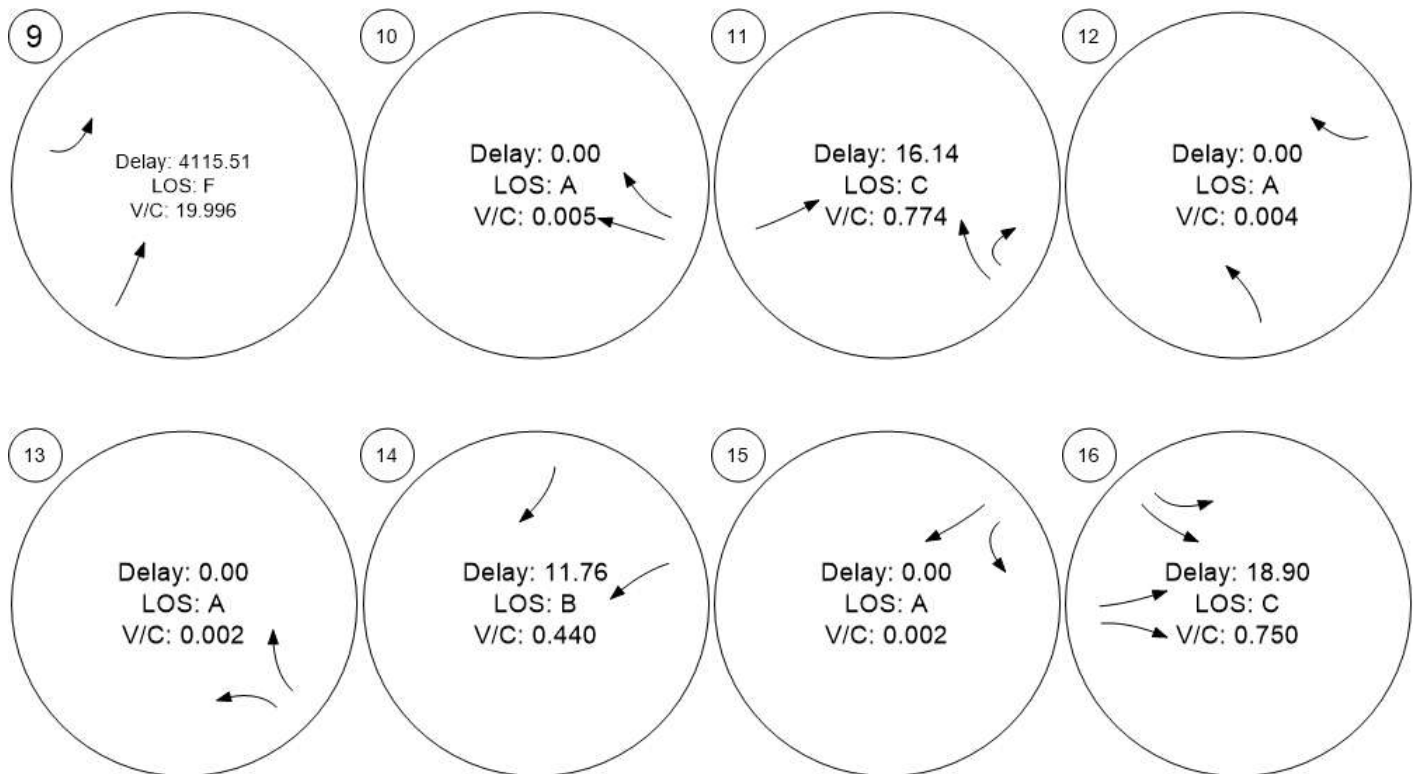 9
Delay: 4115.51
LOS: F
V/C: 19.996
10
Delay: 0.00
LOS: A
V/C: 0.005
11
Delay: 16.14
LOS: C
V/C: 0.774
12
Delay: 0.00
LOS: A
V/C: 0.004
13
Delay: 0.00
LOS: A
V/C: 0.002
14
Delay: 11.76
LOS: B
V/C: 0.440
15
Delay: 0.00
LOS: A
V/C: 0.002
16
Delay: 18.90
LOS: C
V/C: 0.750